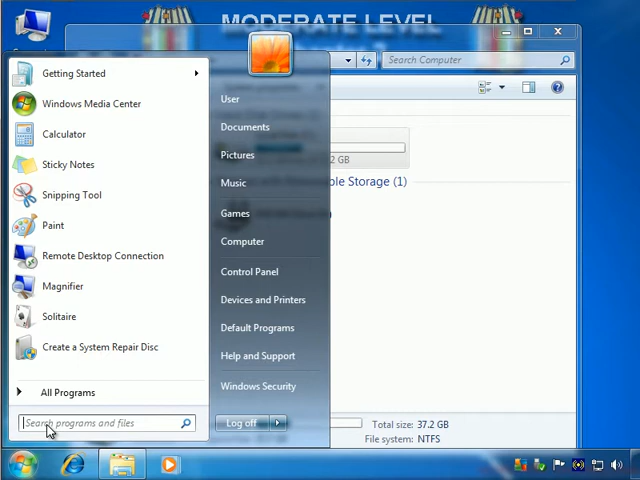 MODERATE LEVEL
Search Computer
Getting Started
User
Windows Media Center
Documents
Calculator
Pictures
7.2 GB
Sticky Notes
Music
able Storage (1)
Snipping Tool
Games
Paint
Computer
Remote Desktop Connection
Control Panel
Magnifier
Devices and Printers
Solitaire
Default Programs
Create a System Repair Disc
Help and Support
Windows Security
All Programs
Search programs and files
Log off
Total size: 37.2 GB
File system: NTFS